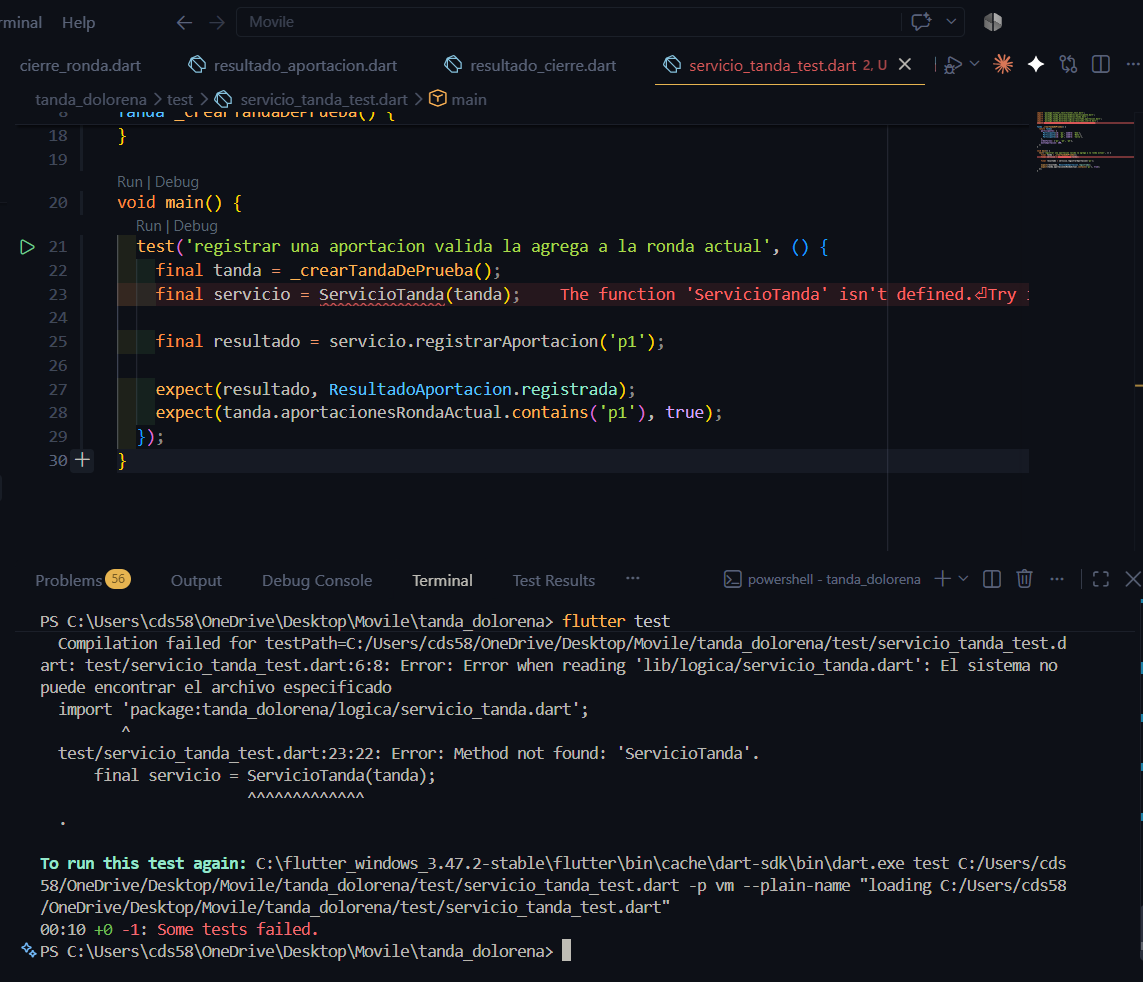 rminal Help Movile
cierre_ronda.dart resultado_aportacion.dart resultado_cierre.dart servicio_tanda_test.dart 2, U
tanda_dolorena > test > servicio_tanda_test.dart > main
8 Tanda _crearTandaDePrueba() {
18 }
19
Run | Debug
20 void main() {
Run | Debug
21 test('registrar una aportacion valida la agrega a la ronda actual', () {
22 final tanda = _crearTandaDePrueba();
23 final servicio = ServicioTanda(tanda); The function 'ServicioTanda' isn't defined.⏎Try
24
25 final resultado = servicio.registrarAportacion('p1');
26
27 expect(resultado, ResultadoAportacion.registrada);
28 expect(tanda.aportacionesRondaActual.contains('p1'), true);
29 });
30 }
Problems 56 Output Debug Console Terminal Test Results ··· powershell - tanda_dolorena
PS C:\Users\cds58\OneDrive\Desktop\Movile\tanda_dolorena> flutter test
Compilation failed for testPath=C:/Users/cds58/OneDrive/Desktop/Movile/tanda_dolorena/test/servicio_tanda_test.d
art: test/servicio_tanda_test.dart:6:8: Error: Error when reading 'lib/logica/servicio_tanda.dart': El sistema no
puede encontrar el archivo especificado
import 'package:tanda_dolorena/logica/servicio_tanda.dart';
^
test/servicio_tanda_test.dart:23:22: Error: Method not found: 'ServicioTanda'.
final servicio = ServicioTanda(tanda);
^^^^^^^^^^^^^
.
To run this test again: C:\flutter_windows_3.47.2-stable\flutter\bin\cache\dart-sdk\bin\dart.exe test C:/Users/cds
58/OneDrive/Desktop/Movile/tanda_dolorena/test/servicio_tanda_test.dart -p vm --plain-name "loading C:/Users/cds58
/OneDrive/Desktop/Movile/tanda_dolorena/test/servicio_tanda_test.dart"
00:10 +0 -1: Some tests failed.
PS C:\Users\cds58\OneDrive\Desktop\Movile\tanda_dolorena>